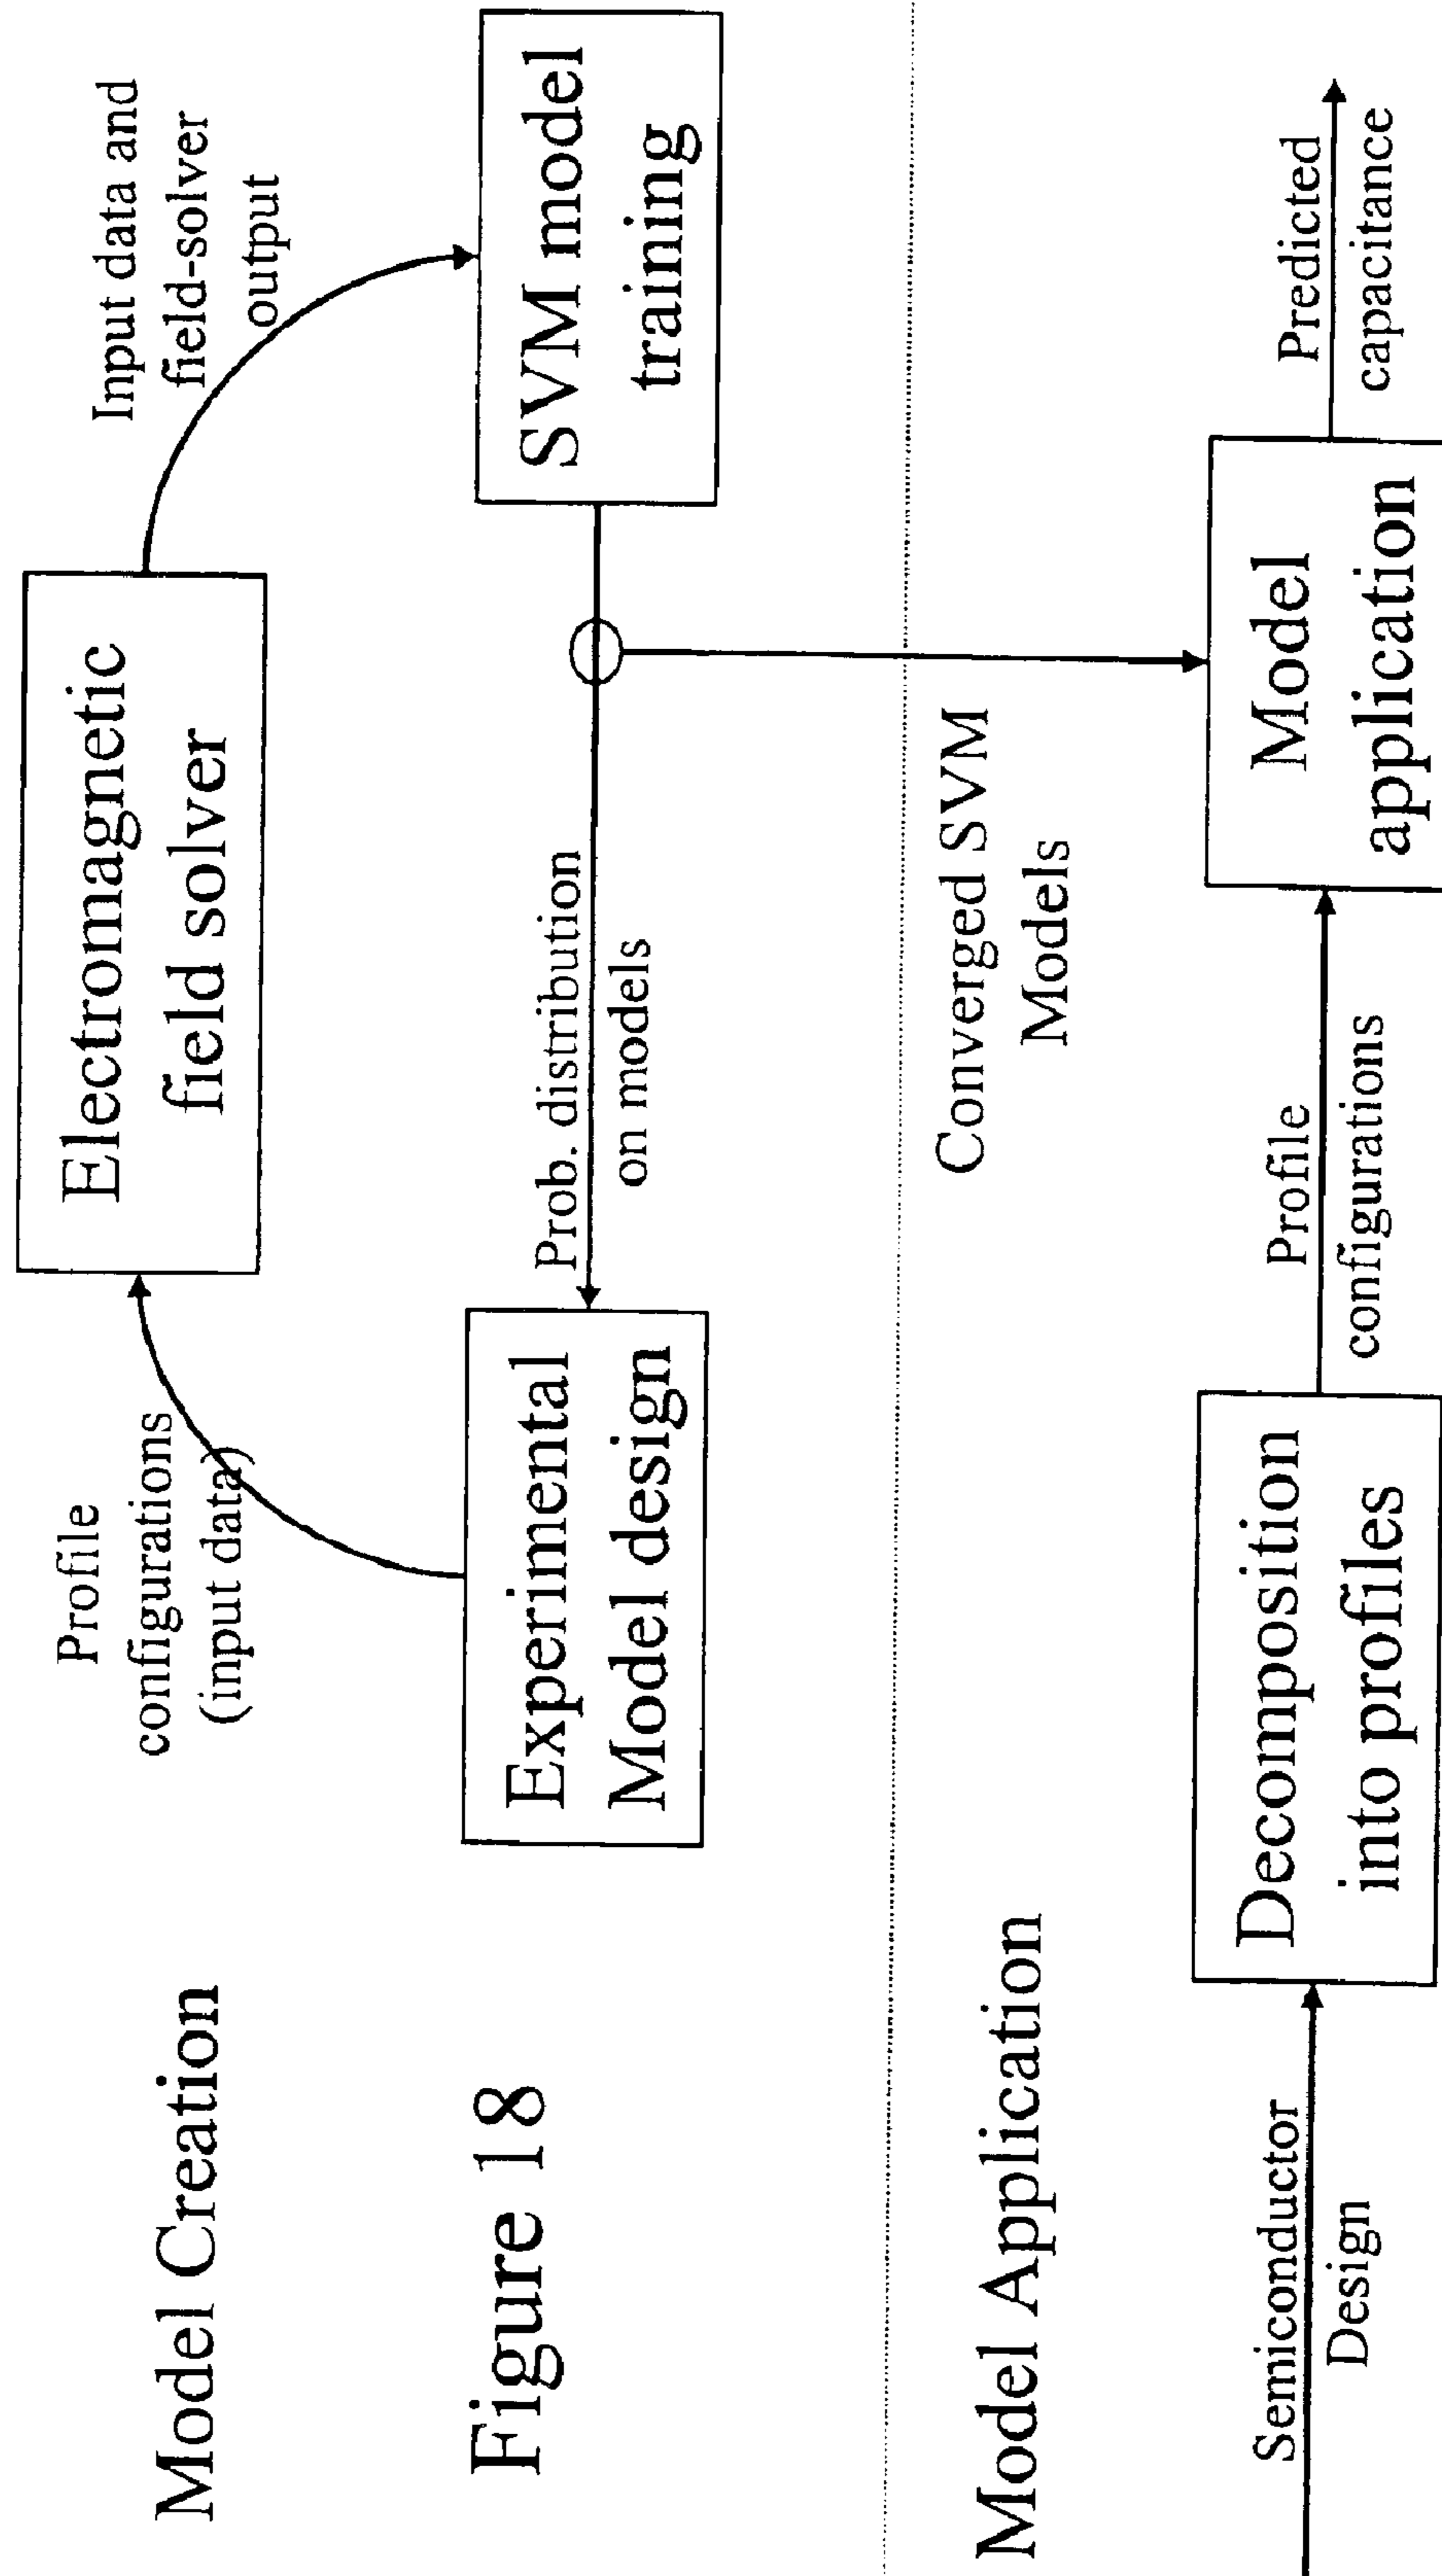 Model Creation
Figure 18
Profile
configurations
(input data)
Electromagnetic
field solver
Input data and
field-solver
output
Experimental
Model design
Prob. distribution
on models
SVM model
training
Model Application
Converged SVM
Models
Semiconductor
Design
Decomposition
into profiles
Profile
configurations
Model
application
Predicted
capacitance